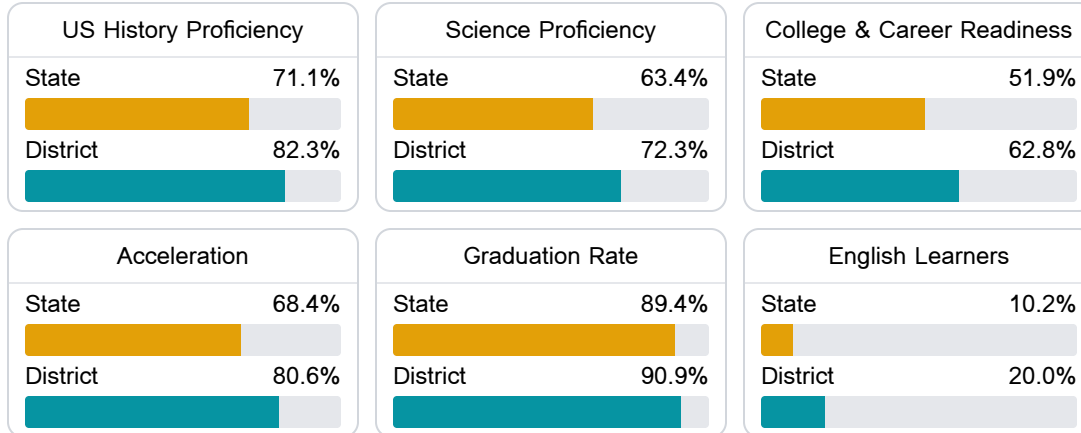 US History Proficiency
State 71.1%
District 82.3%
Science Proficiency
State 63.4%
District 72.3%
College & Career Readiness
State 51.9%
District 62.8%
Acceleration
State 68.4%
District 80.6%
Graduation Rate
State 89.4%
District 90.9%
English Learners
State 10.2%
District 20.0%